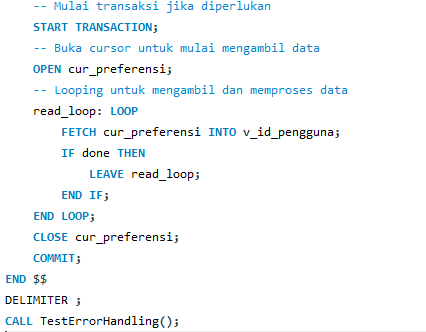 -- Mulai transaksi jika diperlukan
START TRANSACTION;
-- Buka cursor untuk mulai mengambil data
OPEN cur_preferensi;
-- Looping untuk mengambil dan memproses data
read_loop: LOOP
FETCH cur_preferensi INTO v_id_pengguna;
IF done THEN
LEAVE read_loop;
END IF;
END LOOP;
CLOSE cur_preferensi;
COMMIT;
END $$
DELIMITER ;
CALL TestErrorHandling();